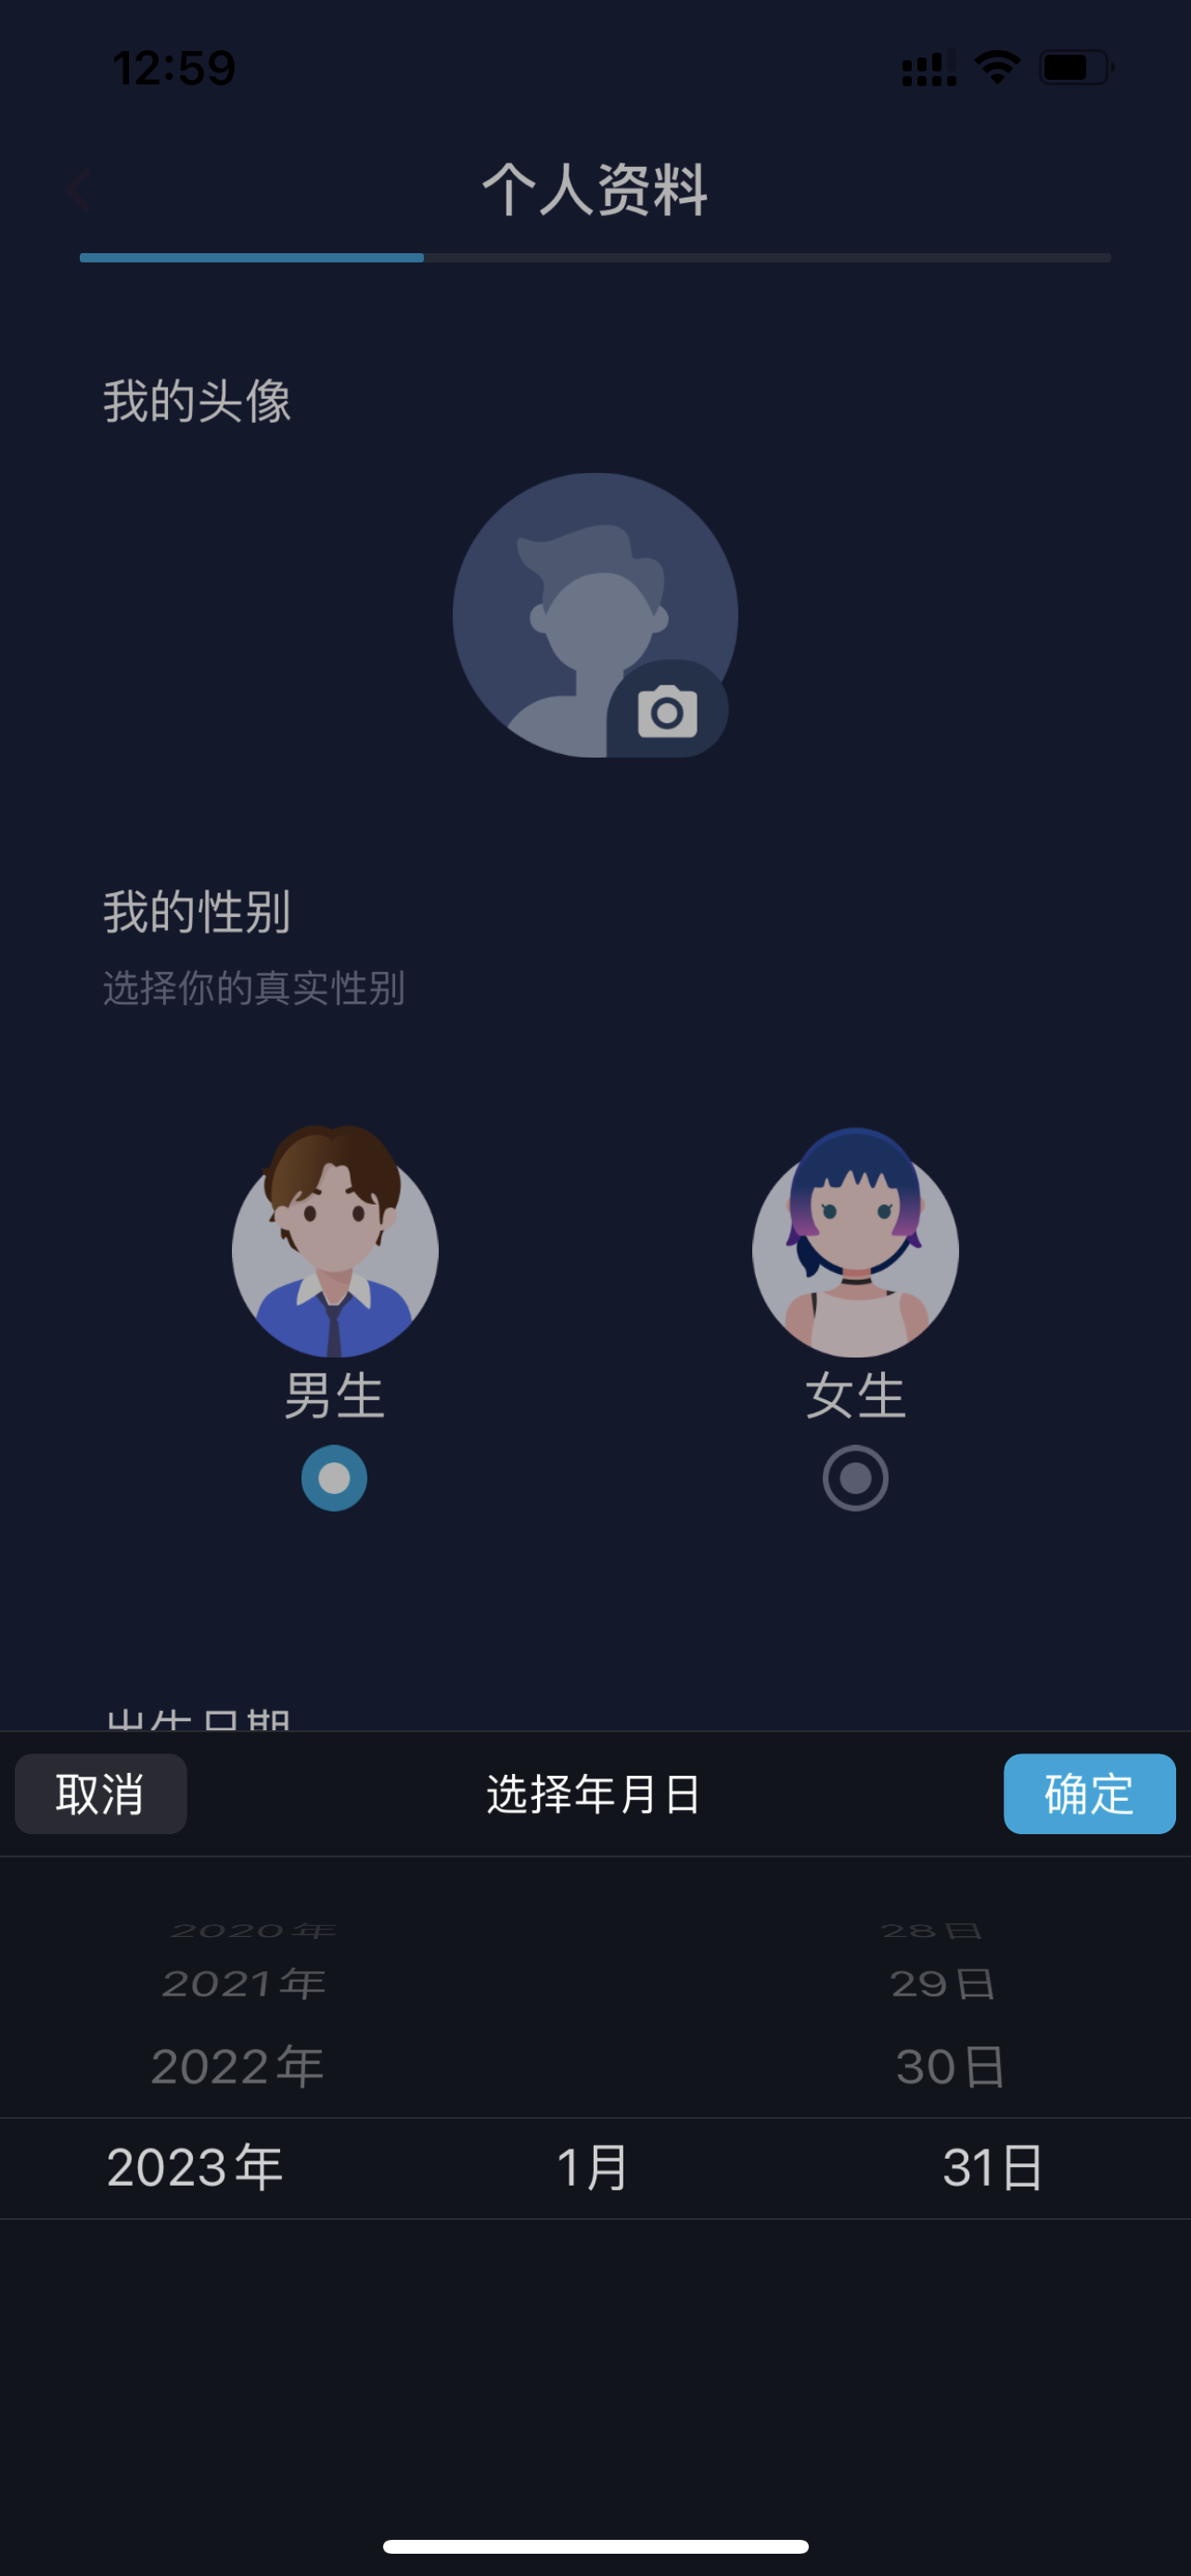 12:59
个人资料
我的头像
我的性别
选择你的真实性别
男生 女生
出生日期
取消 选择年月日 确定
2020年 28日
2021年 29日
2022年 30日
2023年 1月 31日